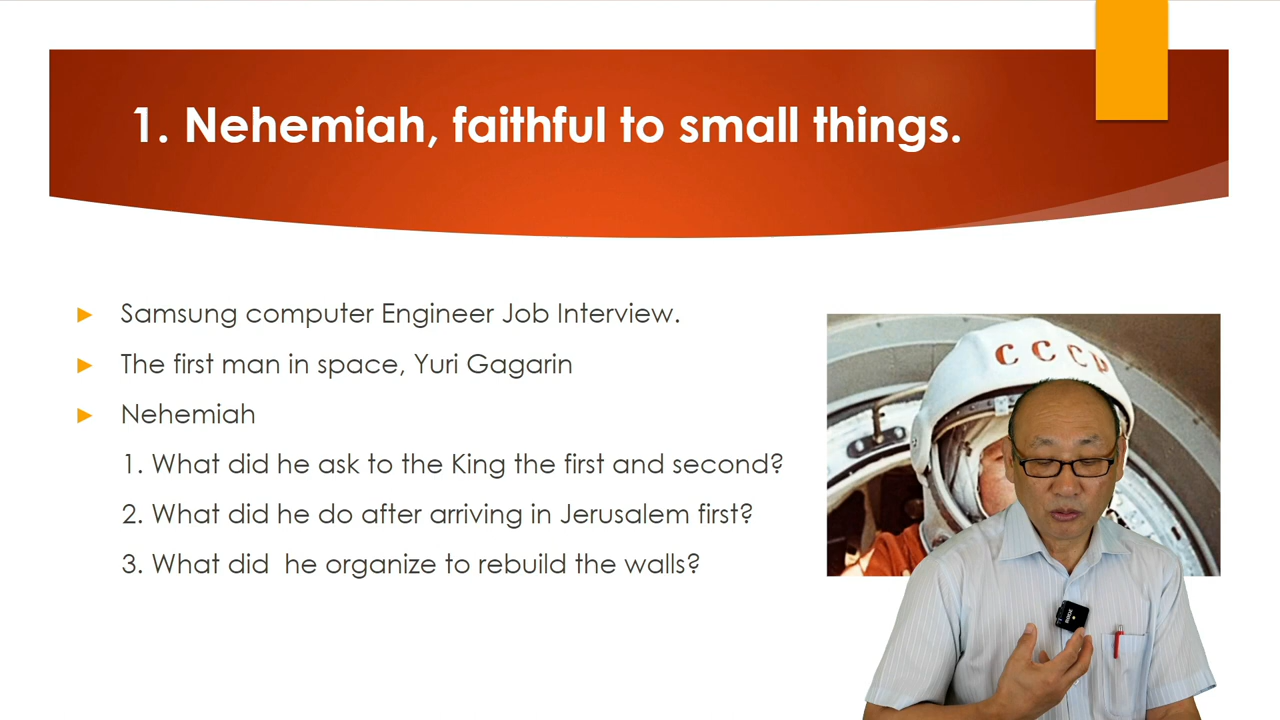 1. Nehemiah, faithful to small things.
► Samsung computer Engineer Job Interview.
► The first man in space, Yuri Gagarin
► Nehemiah
1. What did he ask to the King the first and second?
2. What did he do after arriving in Jerusalem first?
3. What did  he organize to rebuild the walls?
CCCP
RODE